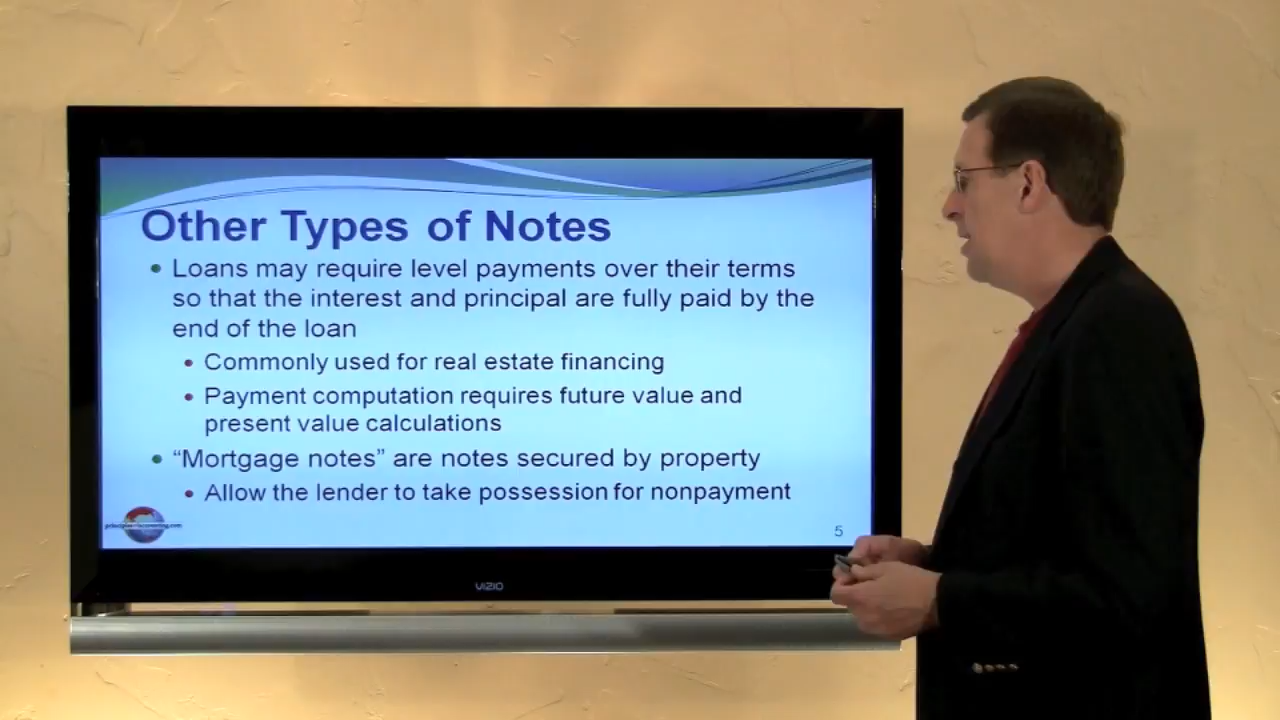 Other Types of Notes
• Loans may require level payments over their terms
so that the interest and principal are fully paid by the
end of the loan
• Commonly used for real estate financing
• Payment computation requires future value and
present value calculations
• “Mortgage notes” are notes secured by property
• Allow the lender to take possession for nonpayment
principlesofaccounting.com
5
VIZIO